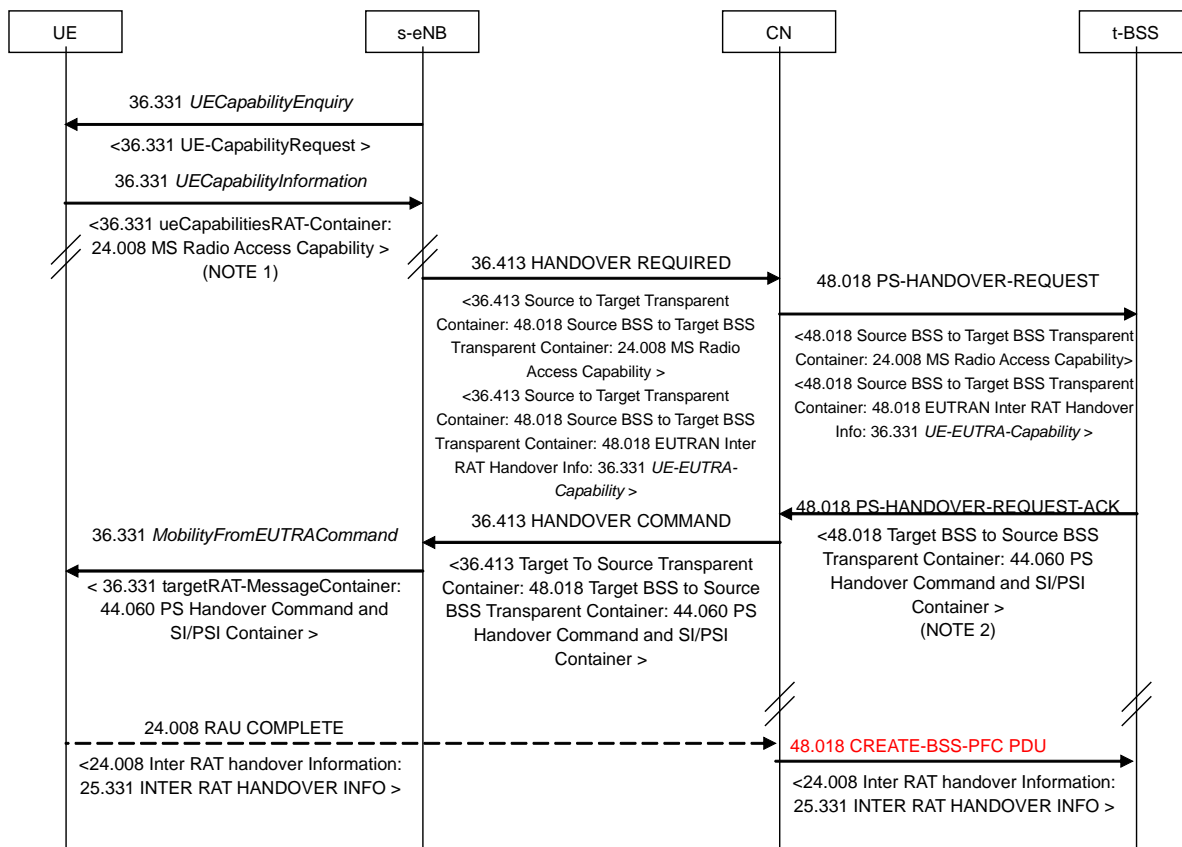 UE
s-eNB
CN
t-BSS
36.331 UECapabilityEnquiry
<36.331 UE-CapabilityRequest >
36.331 UECapabilityInformation
<36.331 ueCapabilitiesRAT-Container:
24.008 MS Radio Access Capability >
(NOTE 1)
36.413 HANDOVER REQUIRED
<36.413 Source to Target Transparent
Container: 48.018 Source BSS to Target BSS
Transparent Container: 24.008 MS Radio
Access Capability >
<36.413 Source to Target Transparent
Container: 48.018 Source BSS to Target BSS
Transparent Container: 48.018 EUTRAN Inter
RAT Handover Info: 36.331 UE-EUTRA-
Capability >
48.018 PS-HANDOVER-REQUEST
<48.018 Source BSS to Target BSS Transparent
Container: 24.008 MS Radio Access Capability>
<48.018 Source BSS to Target BSS Transparent
Container: 48.018 EUTRAN Inter RAT Handover
Info: 36.331 UE-EUTRA-Capability >
48.018 PS-HANDOVER-REQUEST-ACK
<48.018 Target BSS to Source BSS
Transparent Container: 44.060 PS
Handover Command and SI/PSI
Container >
(NOTE 2)
36.413 HANDOVER COMMAND
<36.413 Target To Source Transparent
Container: 48.018 Target BSS to Source
BSS Transparent Container: 44.060 PS
Handover Command and SI/PSI
Container >
36.331 MobilityFromEUTRACommand
< 36.331 targetRAT-MessageContainer:
44.060 PS Handover Command and
SI/PSI Container >
24.008 RAU COMPLETE
<24.008 Inter RAT handover Information:
25.331 INTER RAT HANDOVER INFO >
48.018 CREATE-BSS-PFC PDU
<24.008 Inter RAT handover Information:
25.331 INTER RAT HANDOVER INFO >